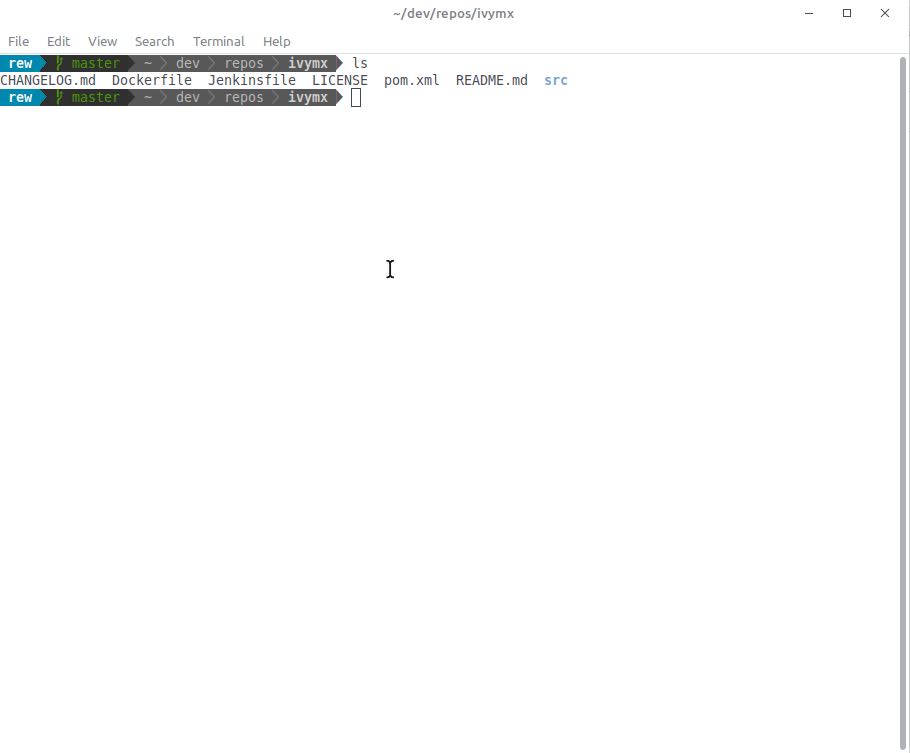 ~/dev/repos/ivymx
File Edit View Search Terminal Help
rew master ~ dev repos ivymx ls
CHANGELOG.md Dockerfile Jenkinsfile LICENSE pom.xml README.md src
rew master ~ dev repos ivymx